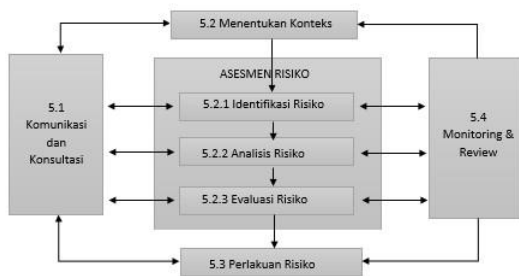 5.2 Menentukan Konteks
ASESMEN RISIKO
5.1
Komunikasi
dan
Konsultasi
5.2.1 Identifikasi Risiko
5.2.2 Analisis Risiko
5.2.3 Evaluasi Risiko
5.4
Monitoring &
Review
5.3 Perlakuan Risiko